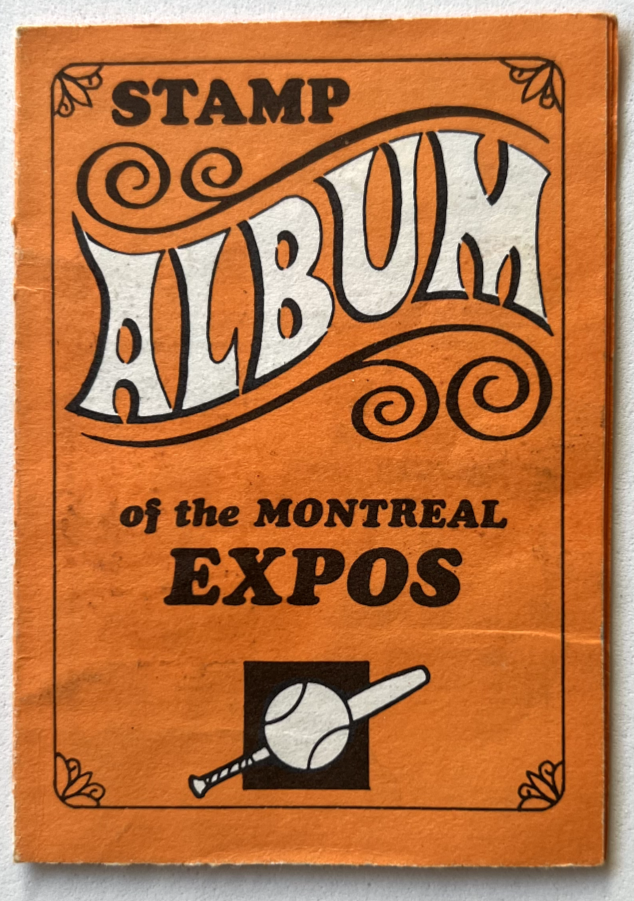 STAMP
ALBUM
of the MONTREAL
EXPOS